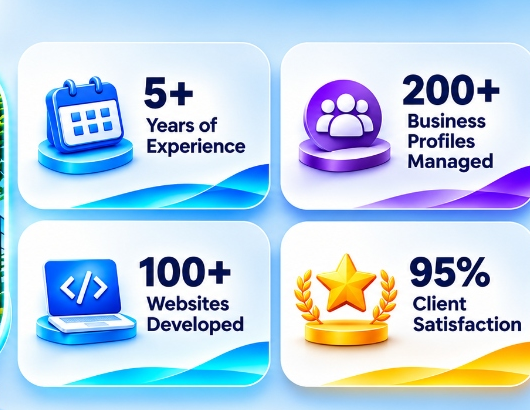 5+
Years of
Experience
200+
Business
Profiles
Managed
</>
100+
Websites
Developed
95%
Client
Satisfaction